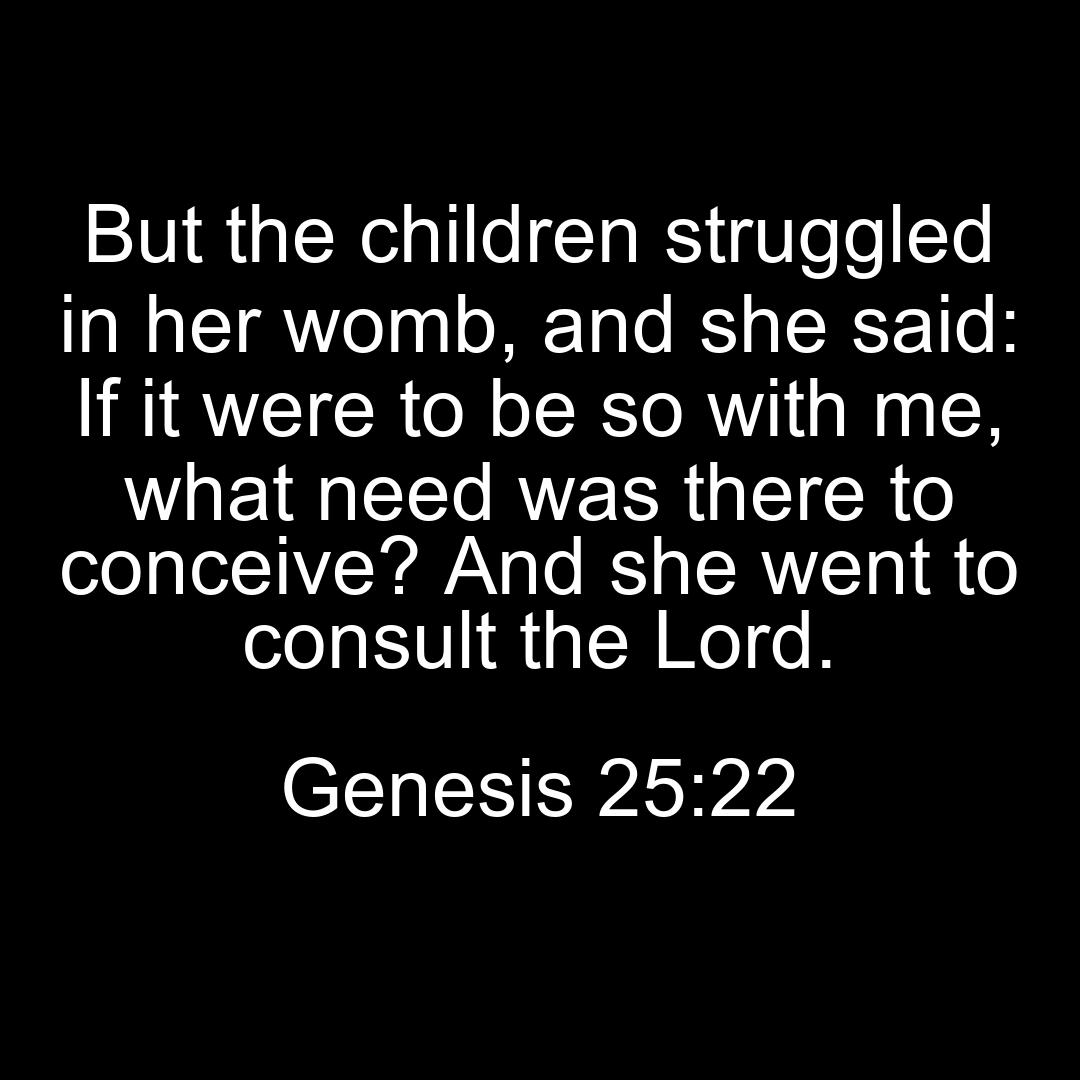 But the children struggled
in her womb, and she said:
If it were to be so with me,
what need was there to
conceive? And she went to
consult the Lord.
Genesis 25:22